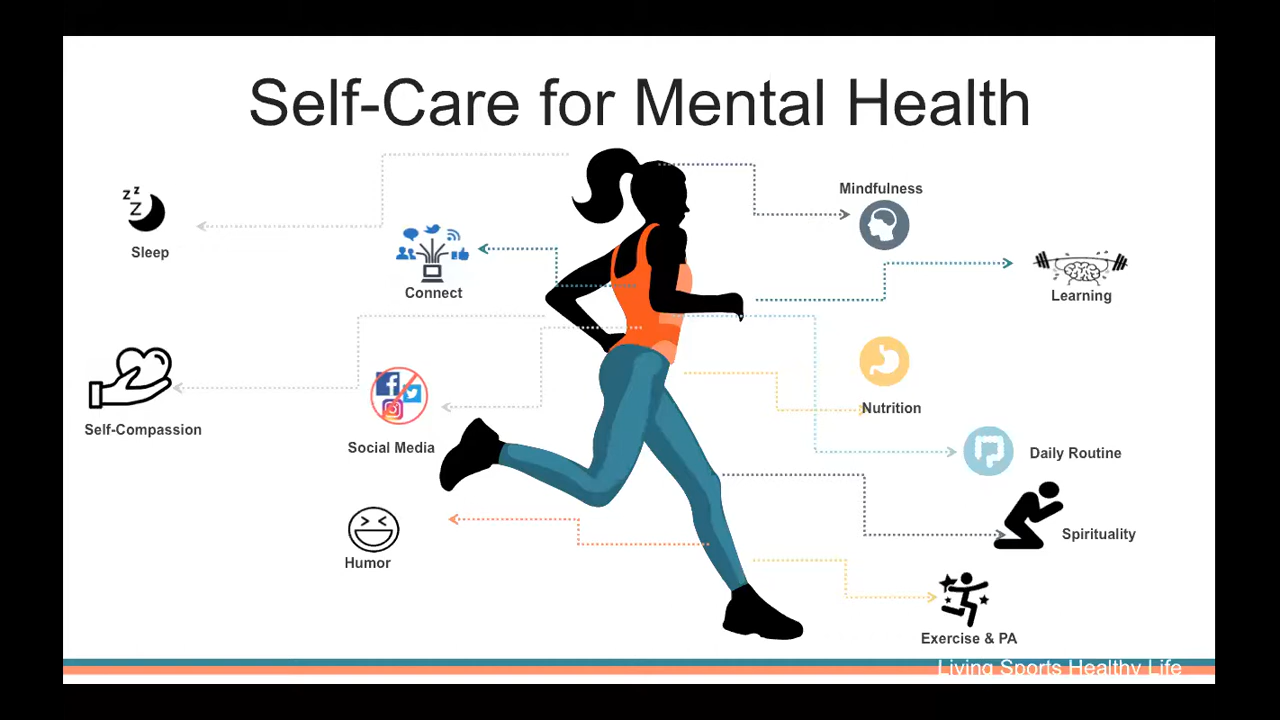 Self-Care for Mental Health
Mindfulness
z z
Z
Sleep
Connect
Learning
Nutrition
Self-Compassion
Social Media
Daily Routine
Spirituality
Humor
Exercise & PA
Living Sports Healthy Life